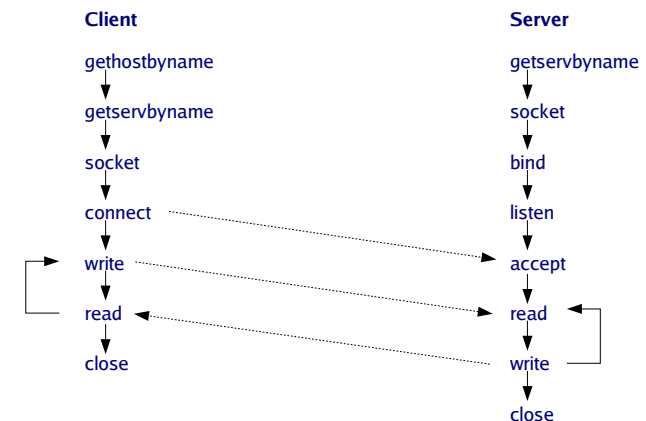 Client
gethostbyname
getservbyname
socket
connect
write
read
close
Server
getservbyname
socket
bind
listen
accept
read
write
close